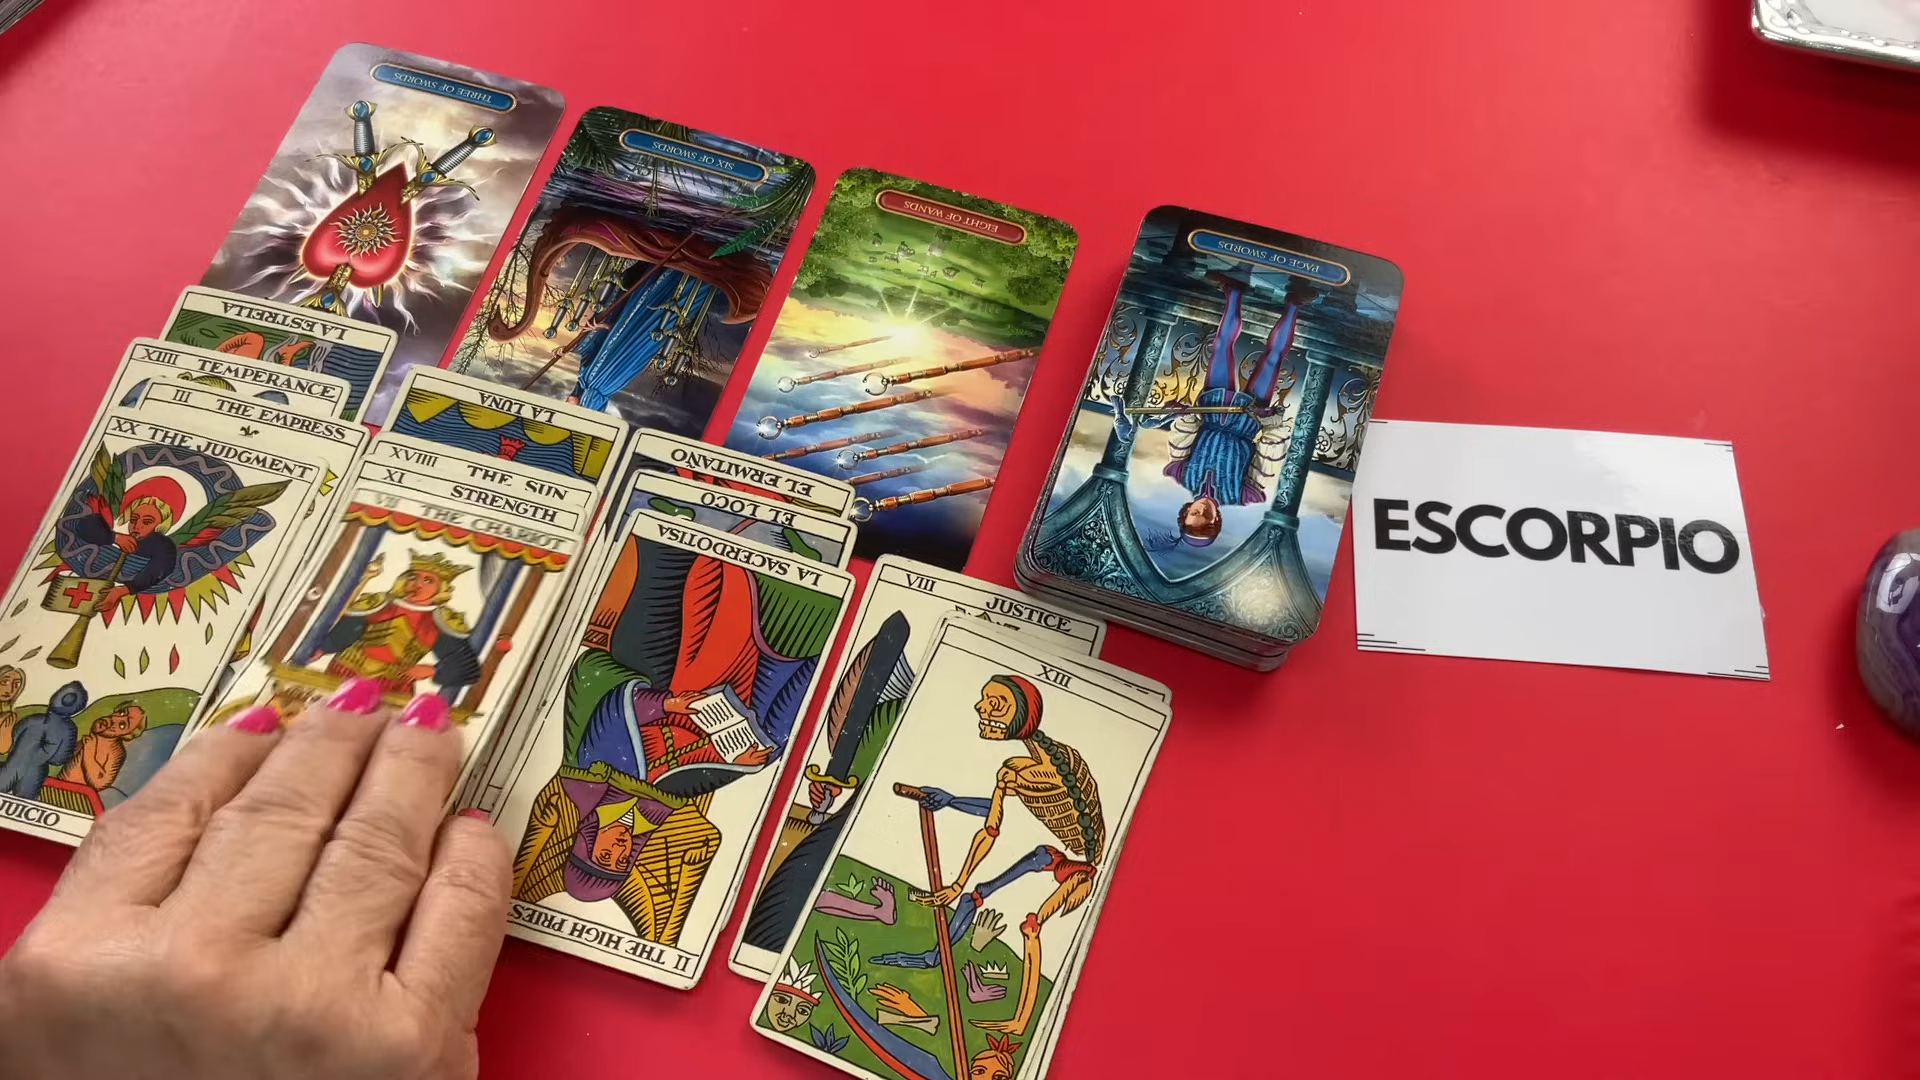 THREE OF SWORDS
SIX OF SWORDS
EIGHT OF WANDS
PAGE OF SWORDS
ESCORPIO
LA ESTRELLA
XIIII TEMPERANCE
III THE EMPRESS
XX THE JUDGMENT
JUICIO
LA LUNA
XVIIII THE SUN
XI STRENGTH
VII THE CHARIOT
EL ERMITAÑO
EL LOCO
LA SACERDOTISA
II THE HIGH PRIES
VIII JUSTICE
XIII